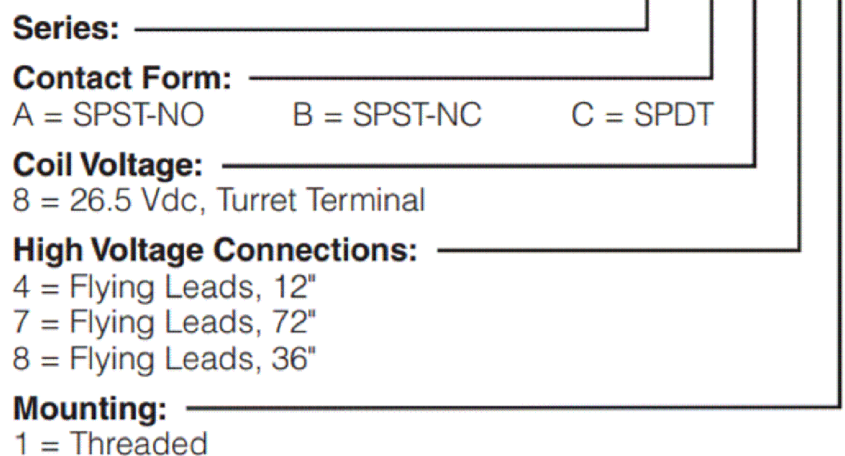 Series:
Contact Form:
A = SPST-NO B = SPST-NC C = SPDT
Coil Voltage:
8 = 26.5 Vdc, Turret Terminal
High Voltage Connections:
4 = Flying Leads, 12"
7 = Flying Leads, 72"
8 = Flying Leads, 36"
Mounting:
1 = Threaded